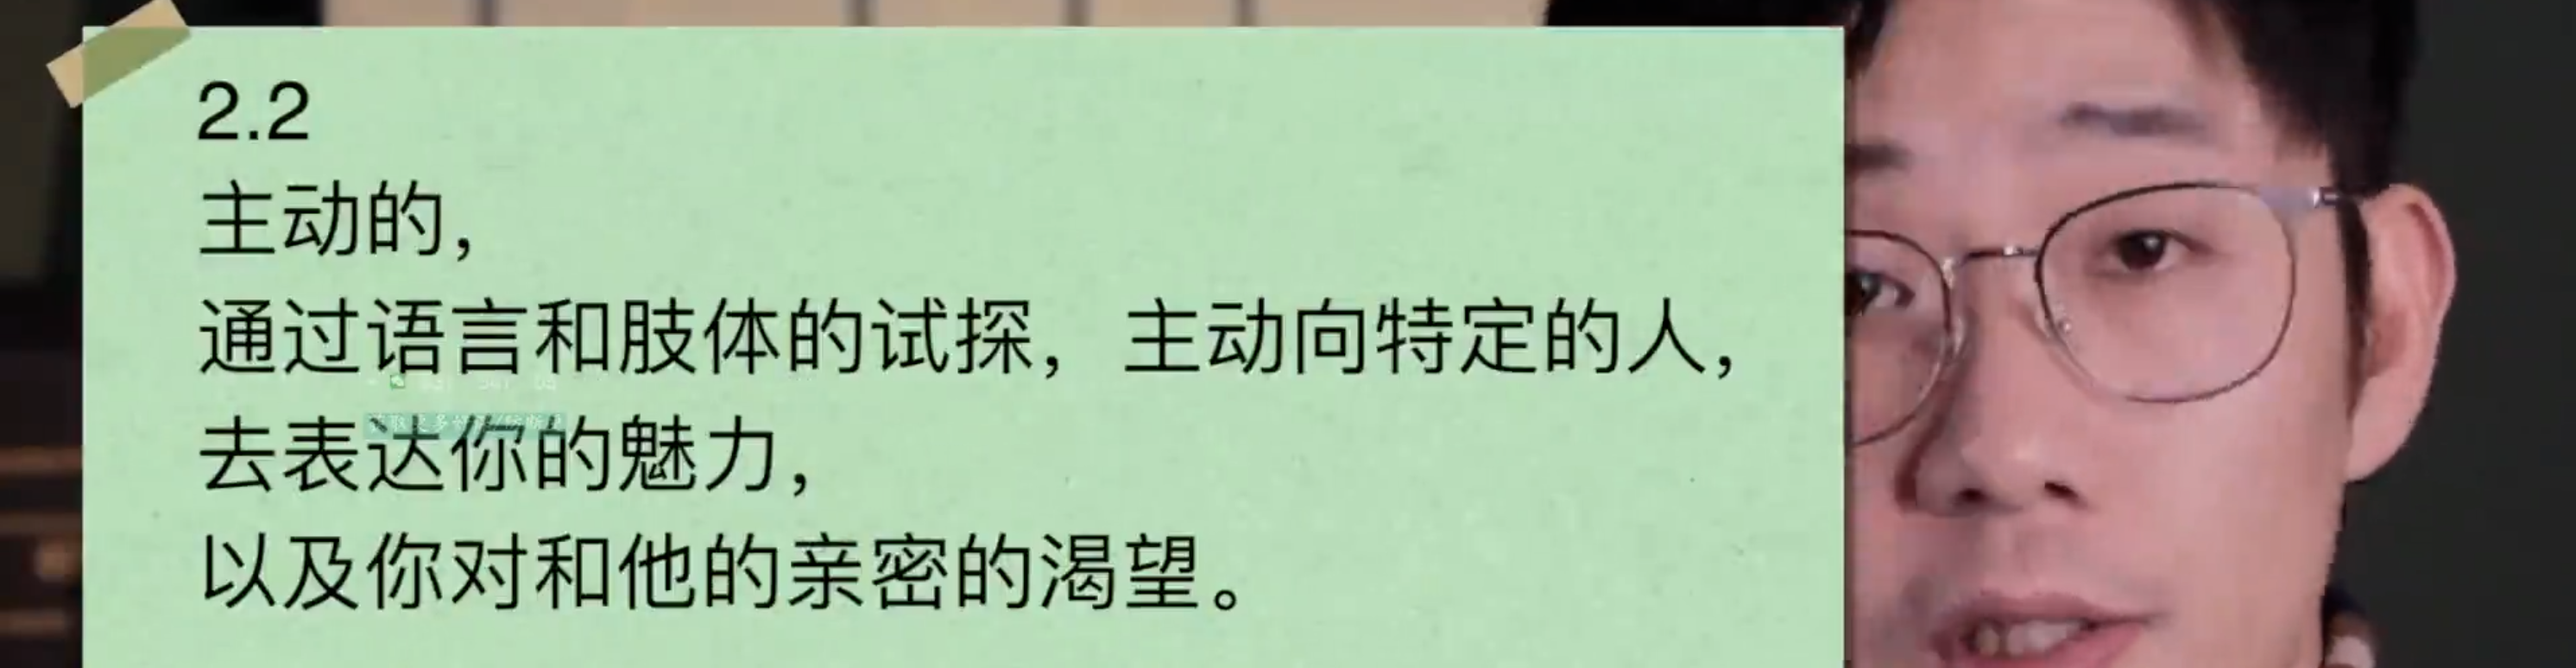 2.2
主动的，
通过语言和肢体的试探，主动向特定的人，
去表达你的魅力，
以及你对和他的亲密的渴望。